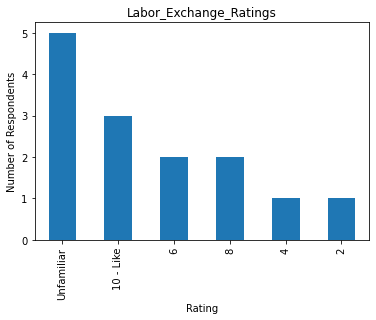 Labor_Exchange_Ratings
Number of Respondents
5
4
3
2
1
0
Unfamiliar
10 - Like
6
8
4
2
Rating